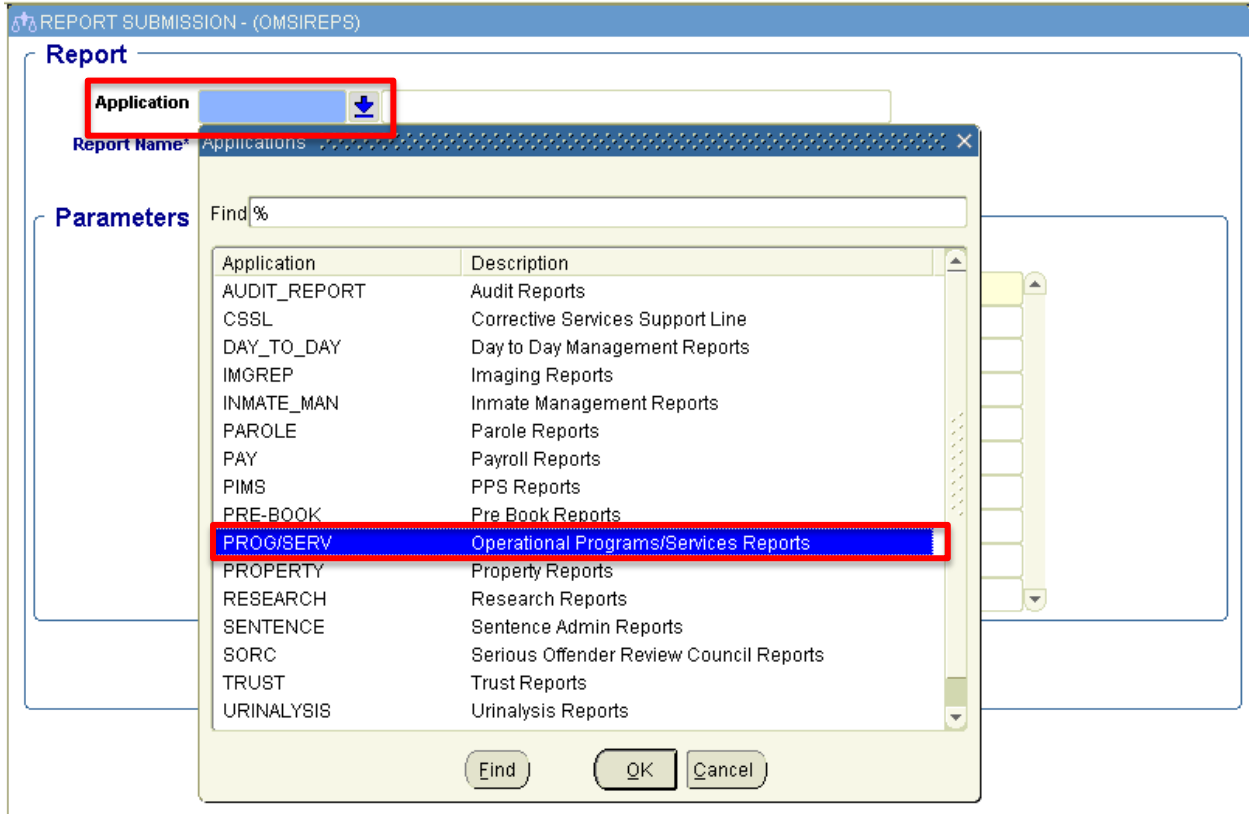 REPORT SUBMISSION - (OMSIREPS)
Report
Application
Report Name* Applications
Find %
Parameters
Application Description
AUDIT_REPORT Audit Reports
CSSL Corrective Services Support Line
DAY_TO_DAY Day to Day Management Reports
IMGREP Imaging Reports
INMATE_MAN Inmate Management Reports
PAROLE Parole Reports
PAY Payroll Reports
PIMS PPS Reports
PRE-BOOK Pre Book Reports
PROG/SERV Operational Programs/Services Reports
PROPERTY Property Reports
RESEARCH Research Reports
SENTENCE Sentence Admin Reports
SORC Serious Offender Review Council Reports
TRUST Trust Reports
URINALYSIS Urinalysis Reports
Find OK Cancel